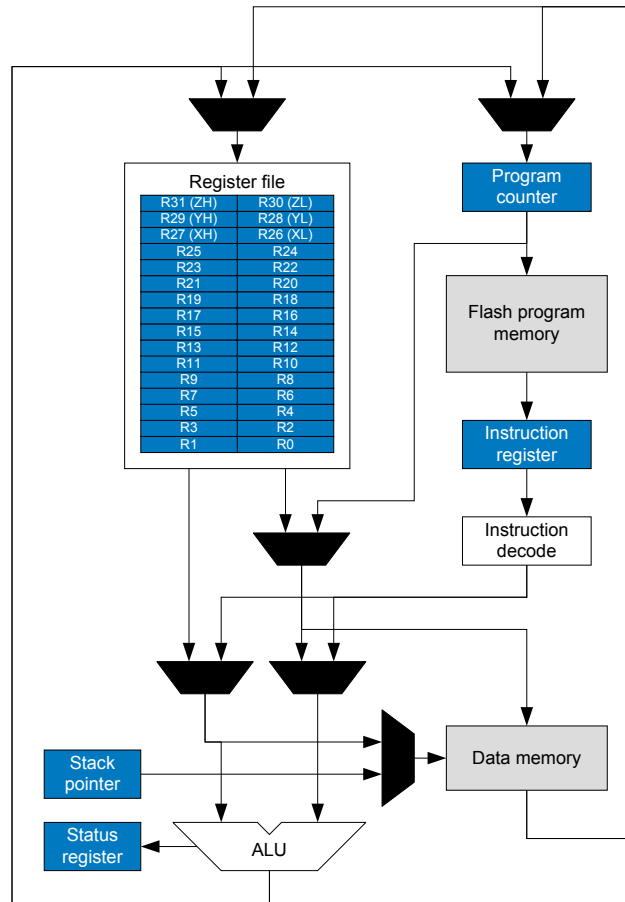 Register file
R31 (ZH) R30 (ZL)
R29 (YH) R28 (YL)
R27 (XH) R26 (XL)
R25 R24
R23 R22
R21 R20
R19 R18
R17 R16
R15 R14
R13 R12
R11 R10
R9 R8
R7 R6
R5 R4
R3 R2
R1 R0
Program
counter
Flash program
memory
Instruction
register
Instruction
decode
Stack
pointer
Data memory
Status
register
ALU